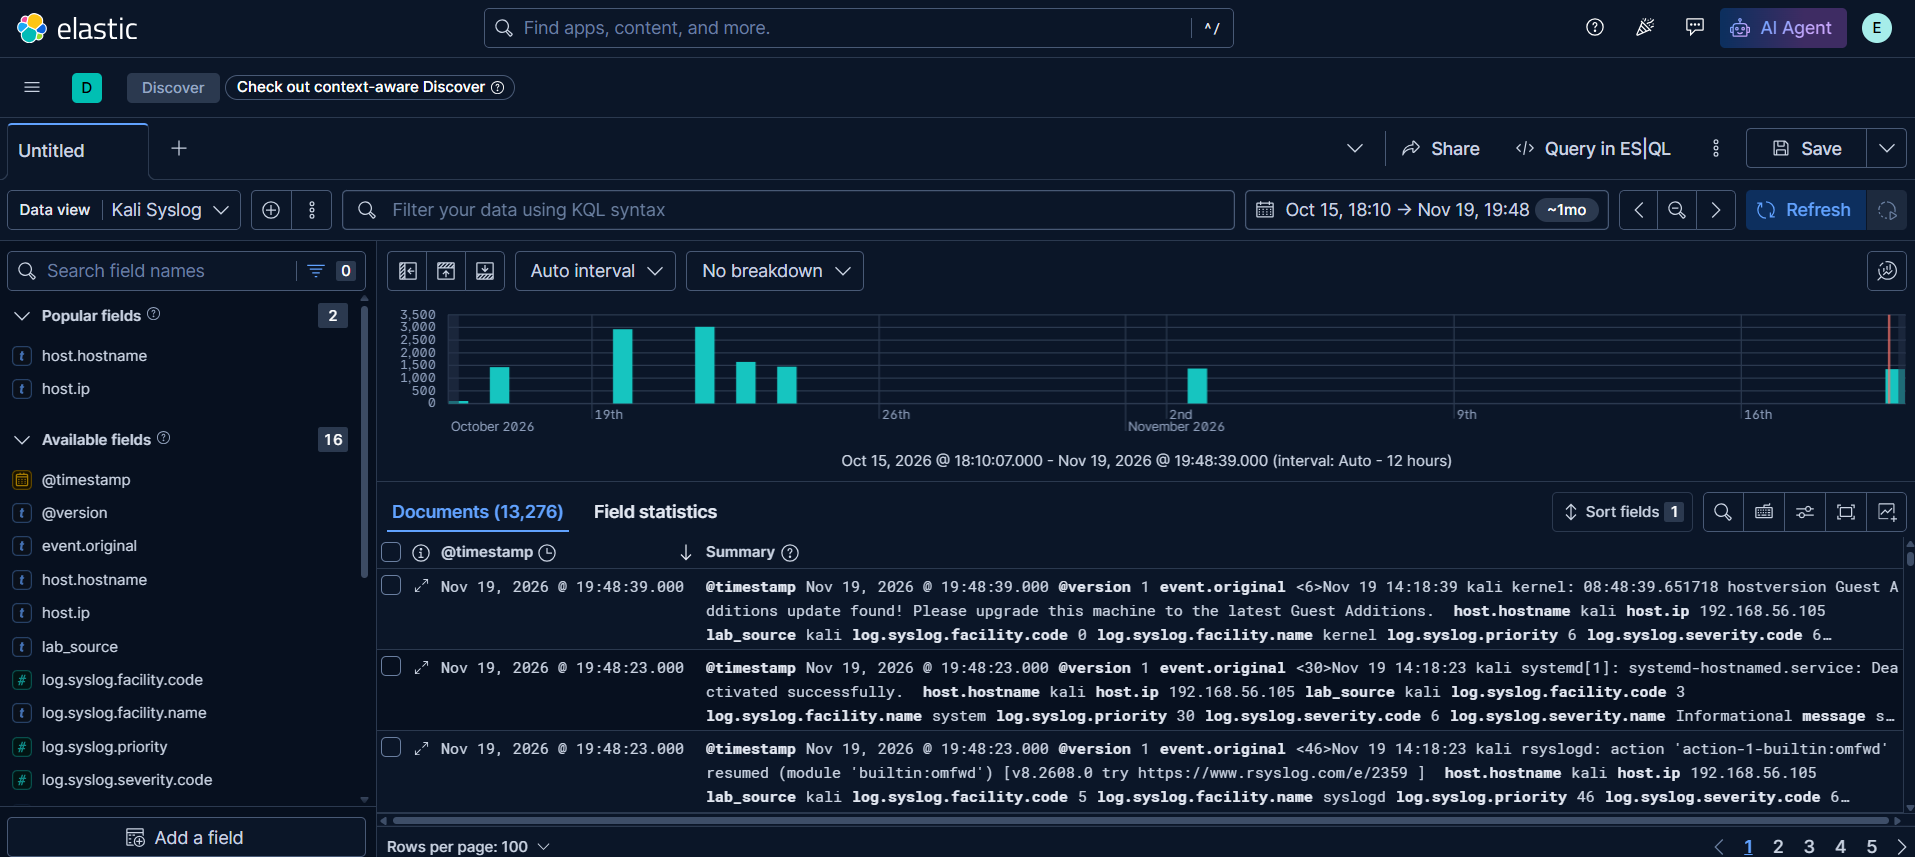 elastic
Find apps, content, and more.
^/
AI Agent
E
D
Discover
Check out context-aware Discover
Untitled
Share
Query in ES|QL
Save
Data view
Kali Syslog
Filter your data using KQL syntax
Oct 15, 18:10 → Nov 19, 19:48
~1mo
Refresh
Search field names
0
Popular fields
2
host.hostname
host.ip
Available fields
16
@timestamp
@version
event.original
host.hostname
host.ip
lab_source
log.syslog.facility.code
log.syslog.facility.name
log.syslog.priority
log.syslog.severity.code
Add a field
Auto interval
No breakdown
3,500
3,000
2,500
2,000
1,500
1,000
500
0
19th
26th
2nd
9th
16th
October 2026
November 2026
Oct 15, 2026 @ 18:10:07.000 - Nov 19, 2026 @ 19:48:39.000 (interval: Auto - 12 hours)
Documents (13,276)
Field statistics
Sort fields 1
@timestamp
Summary
Nov 19, 2026 @ 19:48:39.000
@timestamp Nov 19, 2026 @ 19:48:39.000 @version 1 event.original <6>Nov 19 14:18:39 kali kernel: 08:48:39.651718 hostversion Guest A
dditions update found! Please upgrade this machine to the latest Guest Additions. host.hostname kali host.ip 192.168.56.105
lab_source kali log.syslog.facility.code 0 log.syslog.facility.name kernel log.syslog.priority 6 log.syslog.severity.code 6…
Nov 19, 2026 @ 19:48:23.000
@timestamp Nov 19, 2026 @ 19:48:23.000 @version 1 event.original <30>Nov 19 14:18:23 kali systemd[1]: systemd-hostnamed.service: Dea
ctivated successfully. host.hostname kali host.ip 192.168.56.105 lab_source kali log.syslog.facility.code 3
log.syslog.facility.name system log.syslog.priority 30 log.syslog.severity.code 6 log.syslog.severity.name Informational message s…
Nov 19, 2026 @ 19:48:23.000
@timestamp Nov 19, 2026 @ 19:48:23.000 @version 1 event.original <46>Nov 19 14:18:23 kali rsyslogd: action 'action-1-builtin:omfwd'
resumed (module 'builtin:omfwd') [v8.2608.0 try https://www.rsyslog.com/e/2359 ] host.hostname kali host.ip 192.168.56.105
lab_source kali log.syslog.facility.code 5 log.syslog.facility.name syslogd log.syslog.priority 46 log.syslog.severity.code 6…
Rows per page: 100
1 2 3 4 5